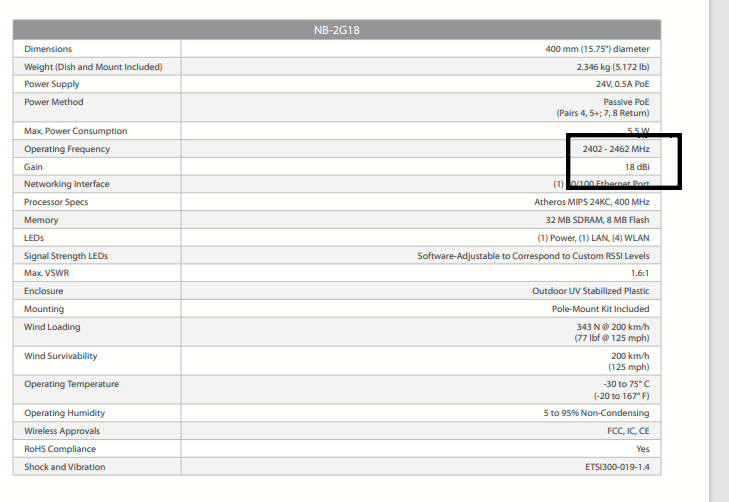 NB-2G18
Dimensions 400 mm (15.75") diameter
Weight (Dish and Mount Included) 2.346 kg (5.172 lb)
Power Supply 24V, 0.5A PoE
Power Method Passive PoE
(Pairs 4, 5+; 7, 8 Return)
Max. Power Consumption 5.5 W
Operating Frequency 2402 - 2462 MHz
Gain 18 dBi
Networking Interface (1) 10/100 Ethernet Port
Processor Specs Atheros MIPS 24KC, 400 MHz
Memory 32 MB SDRAM, 8 MB Flash
LEDs (1) Power, (1) LAN, (4) WLAN
Signal Strength LEDs Software-Adjustable to Correspond to Custom RSSI Levels
Max. VSWR 1.6:1
Enclosure Outdoor UV Stabilized Plastic
Mounting Pole-Mount Kit Included
Wind Loading 343 N @ 200 km/h
(77 lbf @ 125 mph)
Wind Survivability 200 km/h
(125 mph)
Operating Temperature -30 to 75° C
(-20 to 167° F)
Operating Humidity 5 to 95% Non-Condensing
Wireless Approvals FCC, IC, CE
RoHS Compliance Yes
Shock and Vibration ETSI300-019-1.4